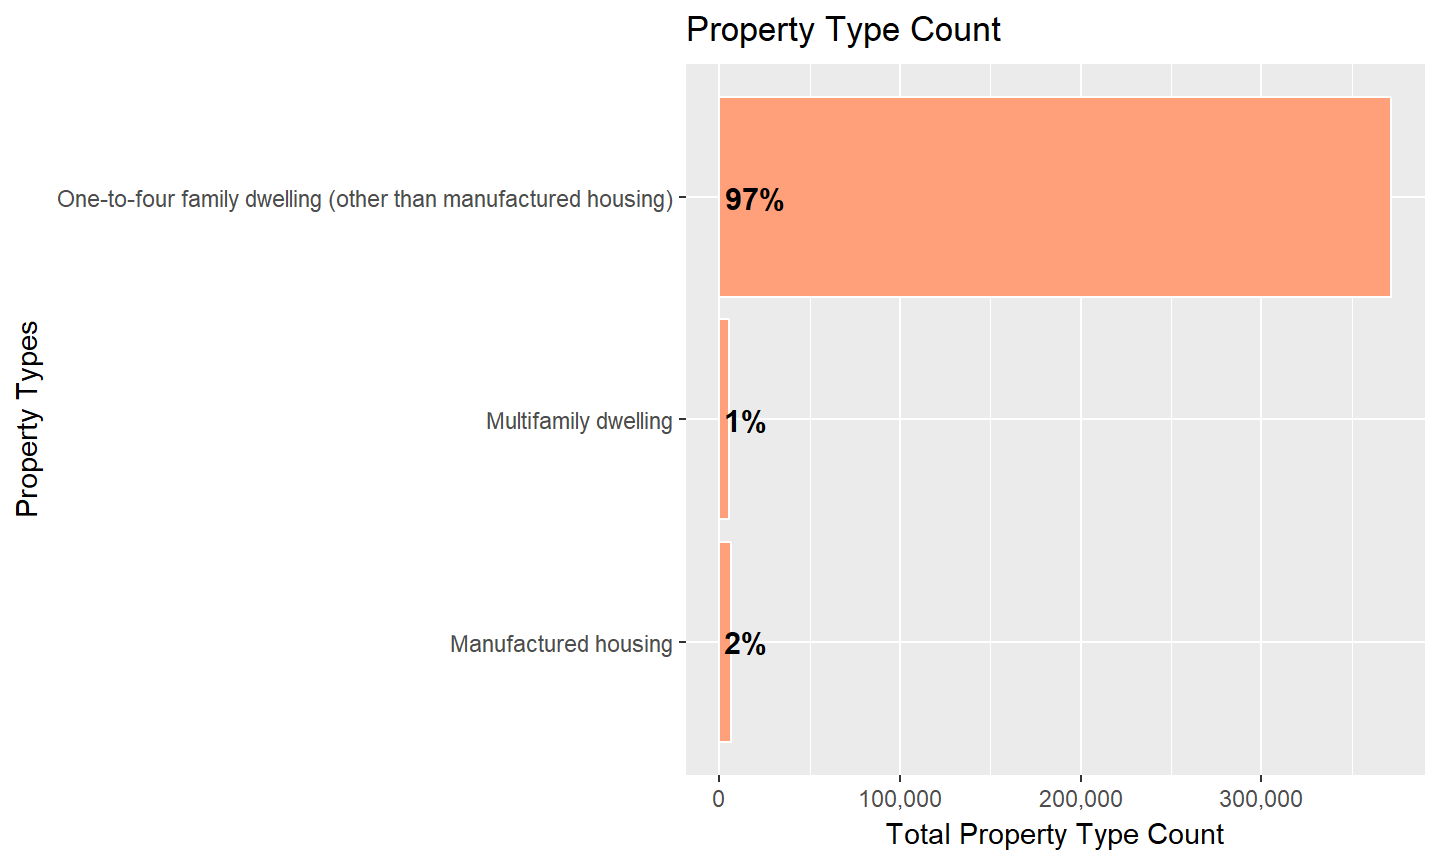 Property Type Count
Property Types
One-to-four family dwelling (other than manufactured housing)
97%
Multifamily dwelling
1%
Manufactured housing
2%
0
100,000
200,000
300,000
Total Property Type Count